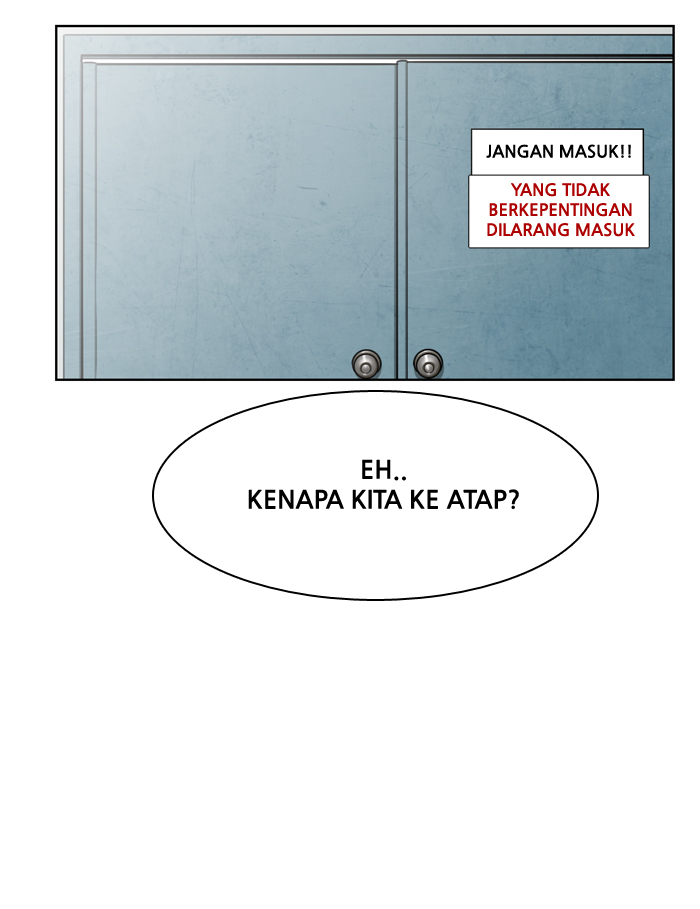 JANGAN MASUK!!
YANG TIDAK
BERKEPENTINGAN
DILARANG MASUK
EH..
KENAPA KITA KE ATAP?